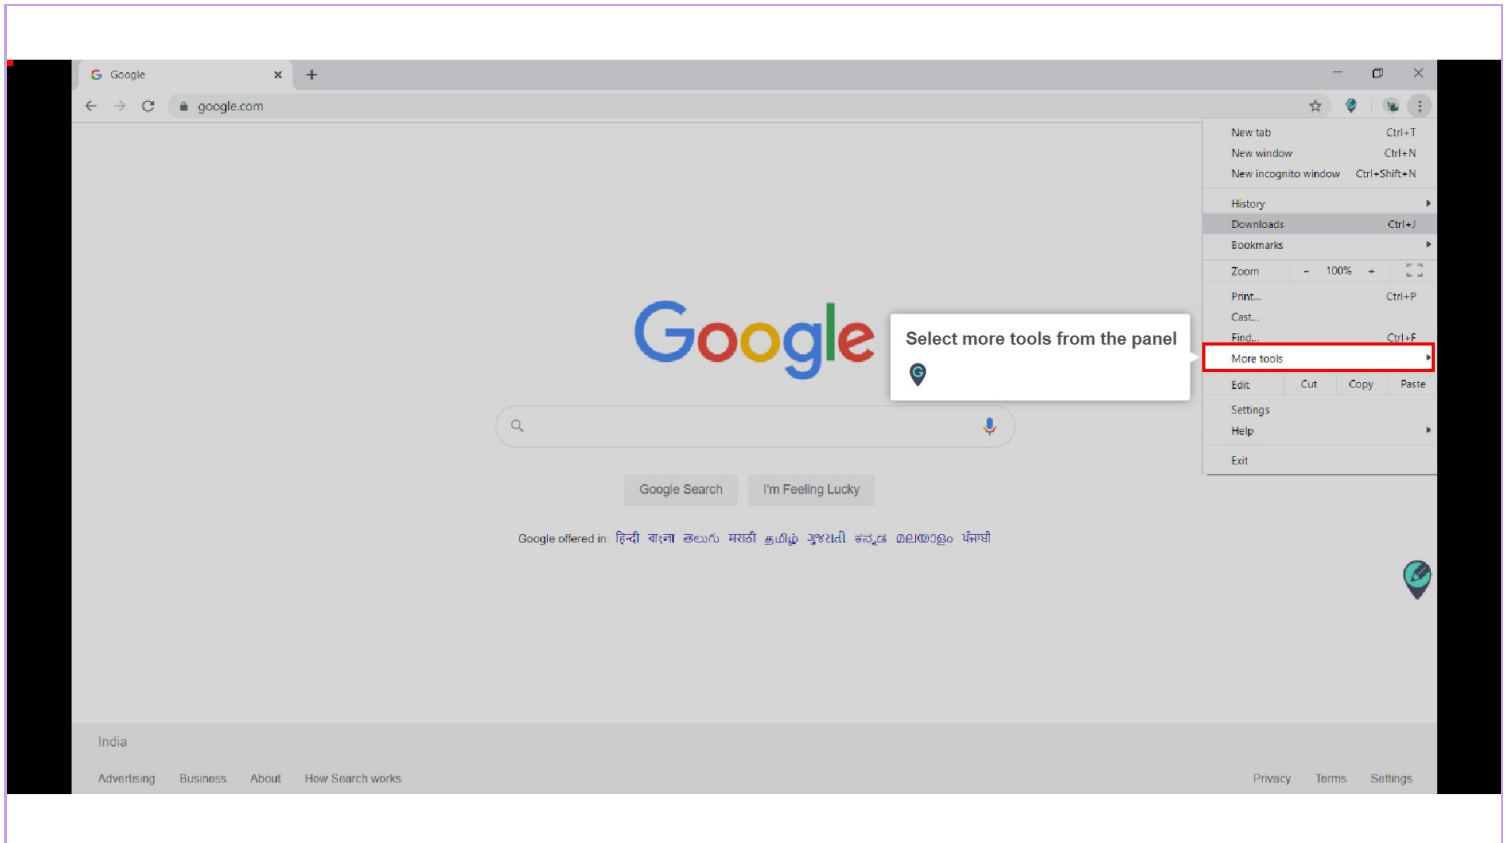 Google
google.com
New tab Ctrl+T
New window Ctrl+N
New incognito window Ctrl+Shift+N
History
Downloads Ctrl+J
Bookmarks
Zoom - 100% +
Print... Ctrl+P
Cast...
Find... Ctrl+F
More tools
Edit Cut Copy Paste
Settings
Help
Exit
Select more tools from the panel
Google
Google Search I'm Feeling Lucky
Google offered in: हिन्दी বাংলা తెలుగు मराठी தமிழ் ગુજરાતી ಕನ್ನಡ മലയാളം ਪੰਜਾਬੀ
India
Advertising Business About How Search works Privacy Terms Settings